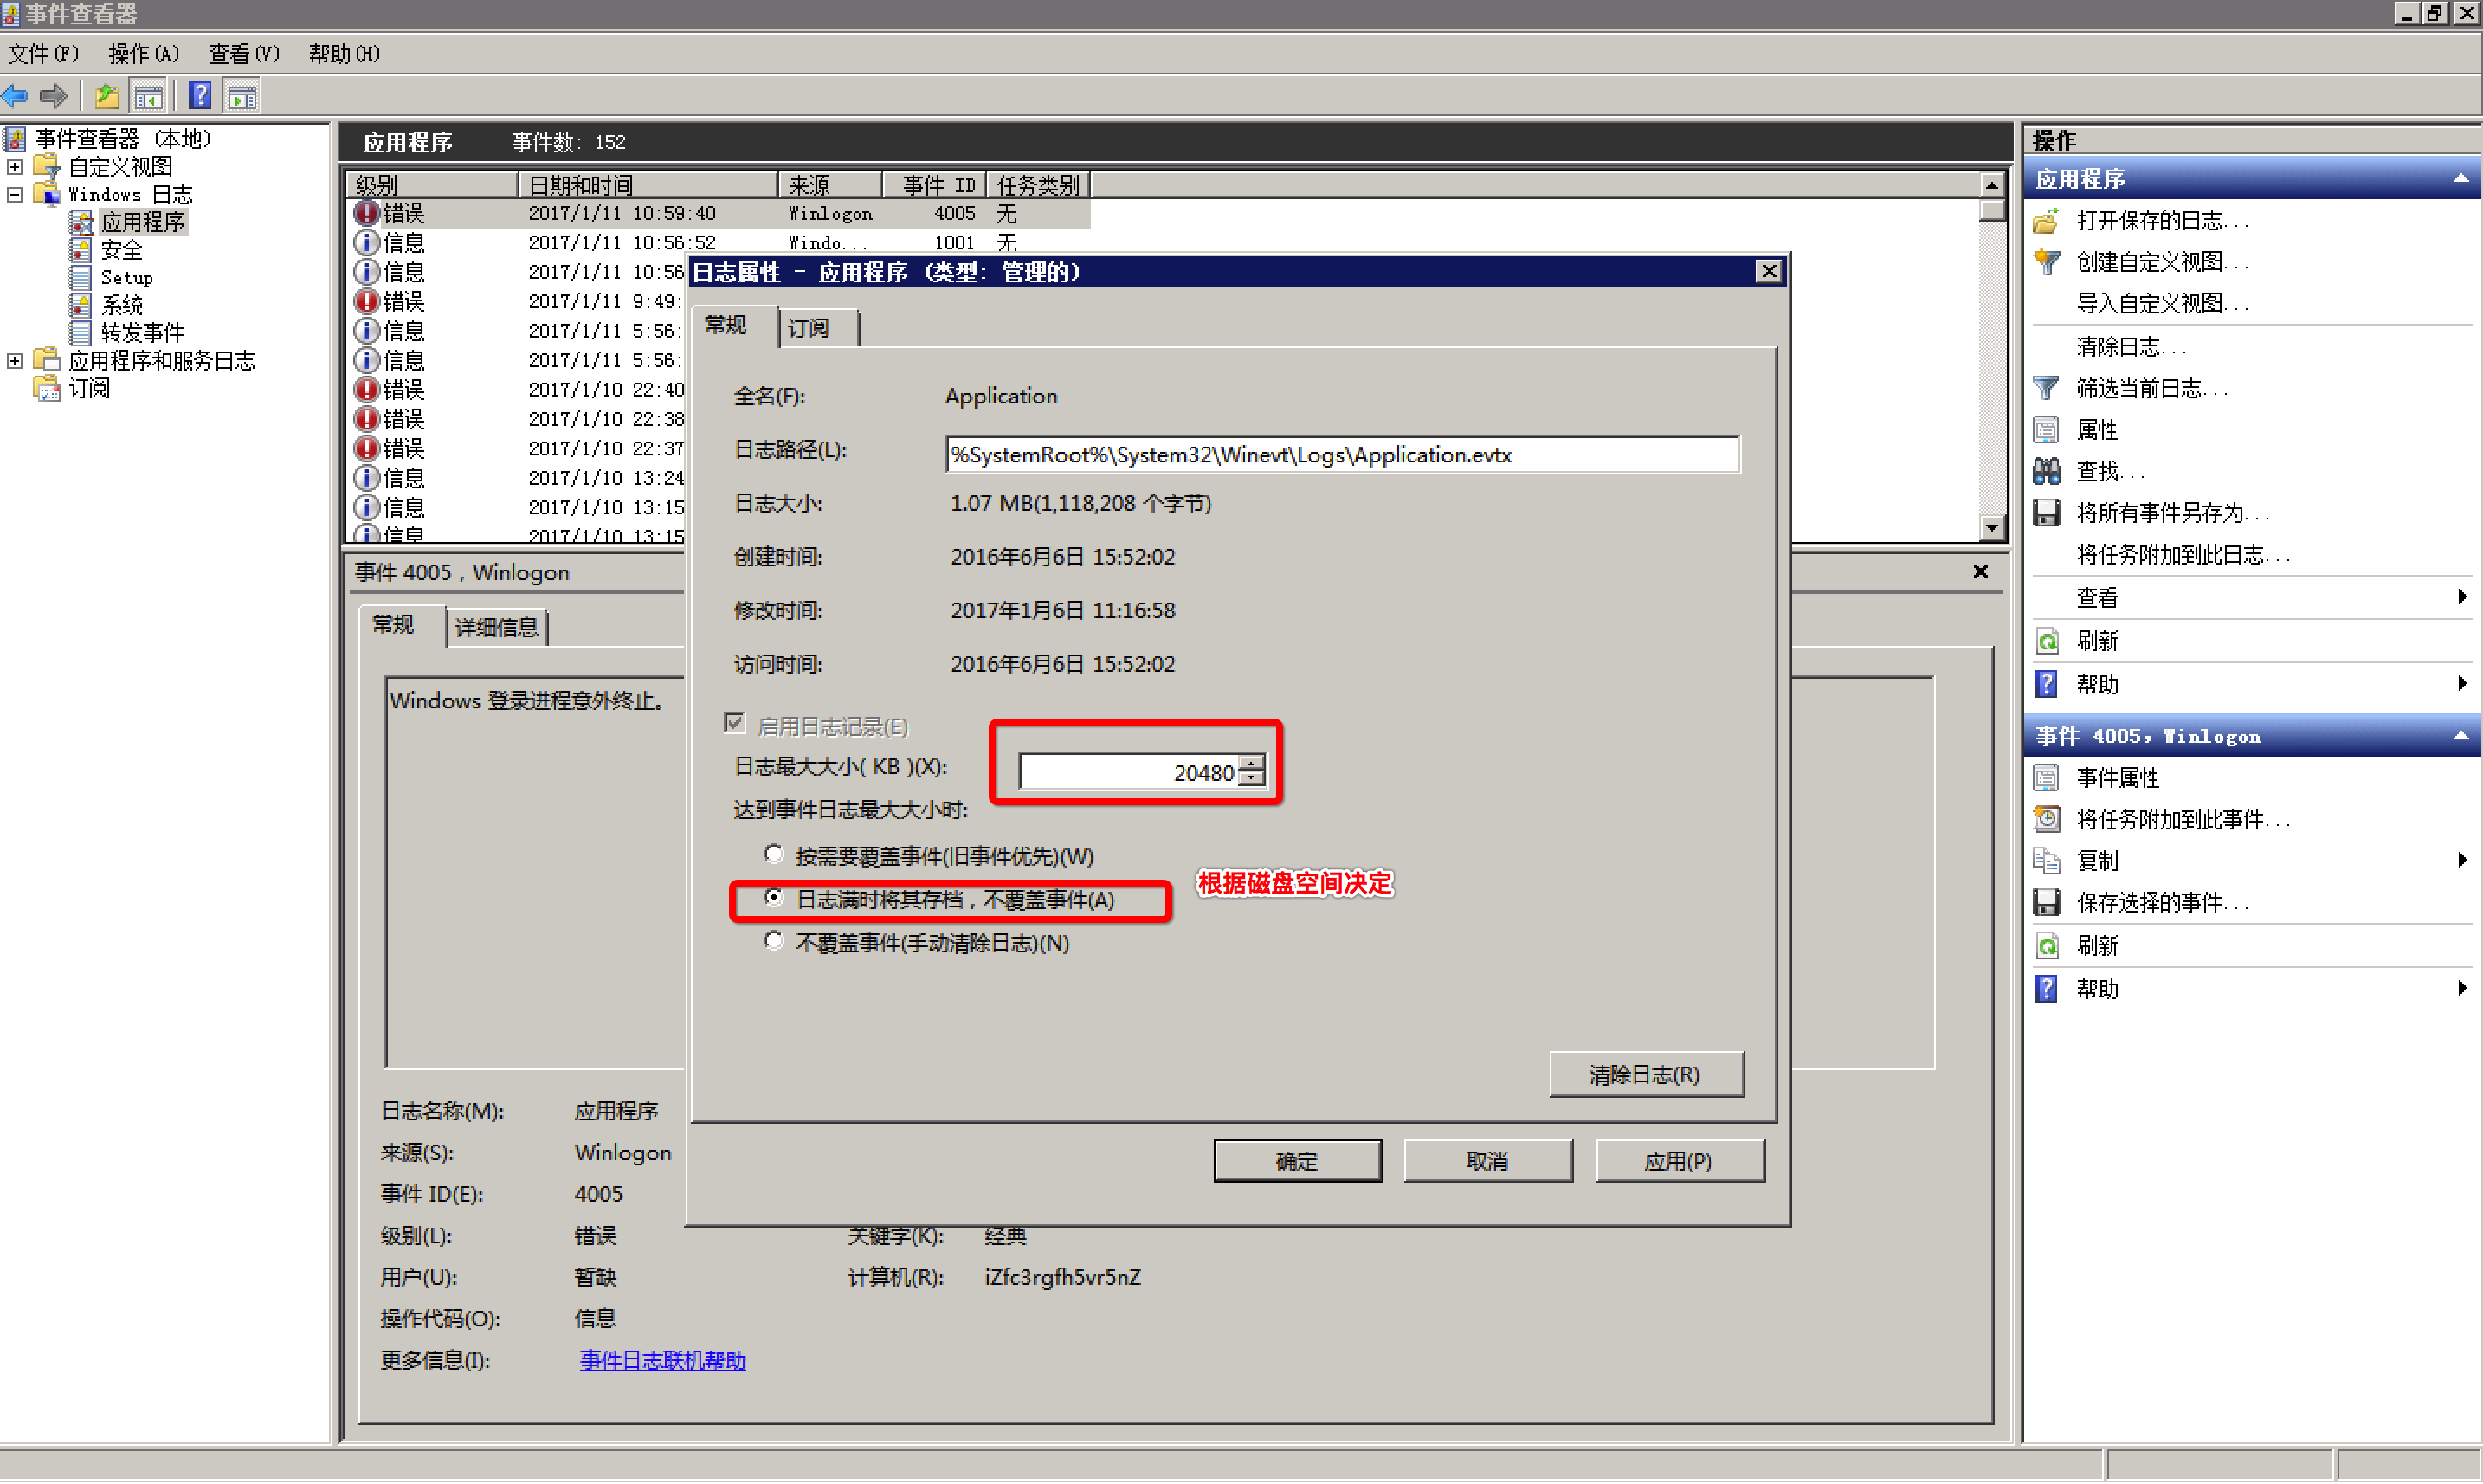 事件查看器
文件(F) 操作(A) 查看(V) 帮助(H)
事件查看器 (本地)
自定义视图
Windows 日志
应用程序
安全
Setup
系统
转发事件
应用程序和服务日志
订阅
应用程序 事件数: 152
级别 日期和时间 来源 事件 ID 任务类别
错误 2017/1/11 10:59:40 Winlogon 4005 无
信息 2017/1/11 10:56:52 Windo... 1001 无
信息 2017/1/11 10:56
错误 2017/1/11 9:49:
信息 2017/1/11 5:56:
信息 2017/1/11 5:56:
错误 2017/1/10 22:40
错误 2017/1/10 22:38
错误 2017/1/10 22:37
信息 2017/1/10 13:24
信息 2017/1/10 13:15
信息 2017/1/10 13:15
事件 4005，Winlogon
常规 详细信息
Windows 登录进程意外终止。
日志名称(M): 应用程序
来源(S): Winlogon
事件 ID(E): 4005
级别(L): 错误 关键字(K): 经典
用户(U): 暂缺 计算机(R): iZfc3rgfh5vr5nZ
操作代码(O): 信息
更多信息(I): 事件日志联机帮助
日志属性 - 应用程序 (类型: 管理的)
常规 订阅
全名(F): Application
日志路径(L): %SystemRoot%\System32\Winevt\Logs\Application.evtx
日志大小: 1.07 MB(1,118,208 个字节)
创建时间: 2016年6月6日 15:52:02
修改时间: 2017年1月6日 11:16:58
访问时间: 2016年6月6日 15:52:02
启用日志记录(E)
日志最大大小( KB )(X): 20480
达到事件日志最大大小时:
按需要覆盖事件(旧事件优先)(W)
日志满时将其存档，不覆盖事件(A)
根据磁盘空间决定
不覆盖事件(手动清除日志)(N)
清除日志(R)
确定 取消 应用(P)
操作
应用程序
打开保存的日志...
创建自定义视图...
导入自定义视图...
清除日志...
筛选当前日志...
属性
查找...
将所有事件另存为...
将任务附加到此日志...
查看
刷新
帮助
事件 4005，Winlogon
事件属性
将任务附加到此事件...
复制
保存选择的事件...
刷新
帮助